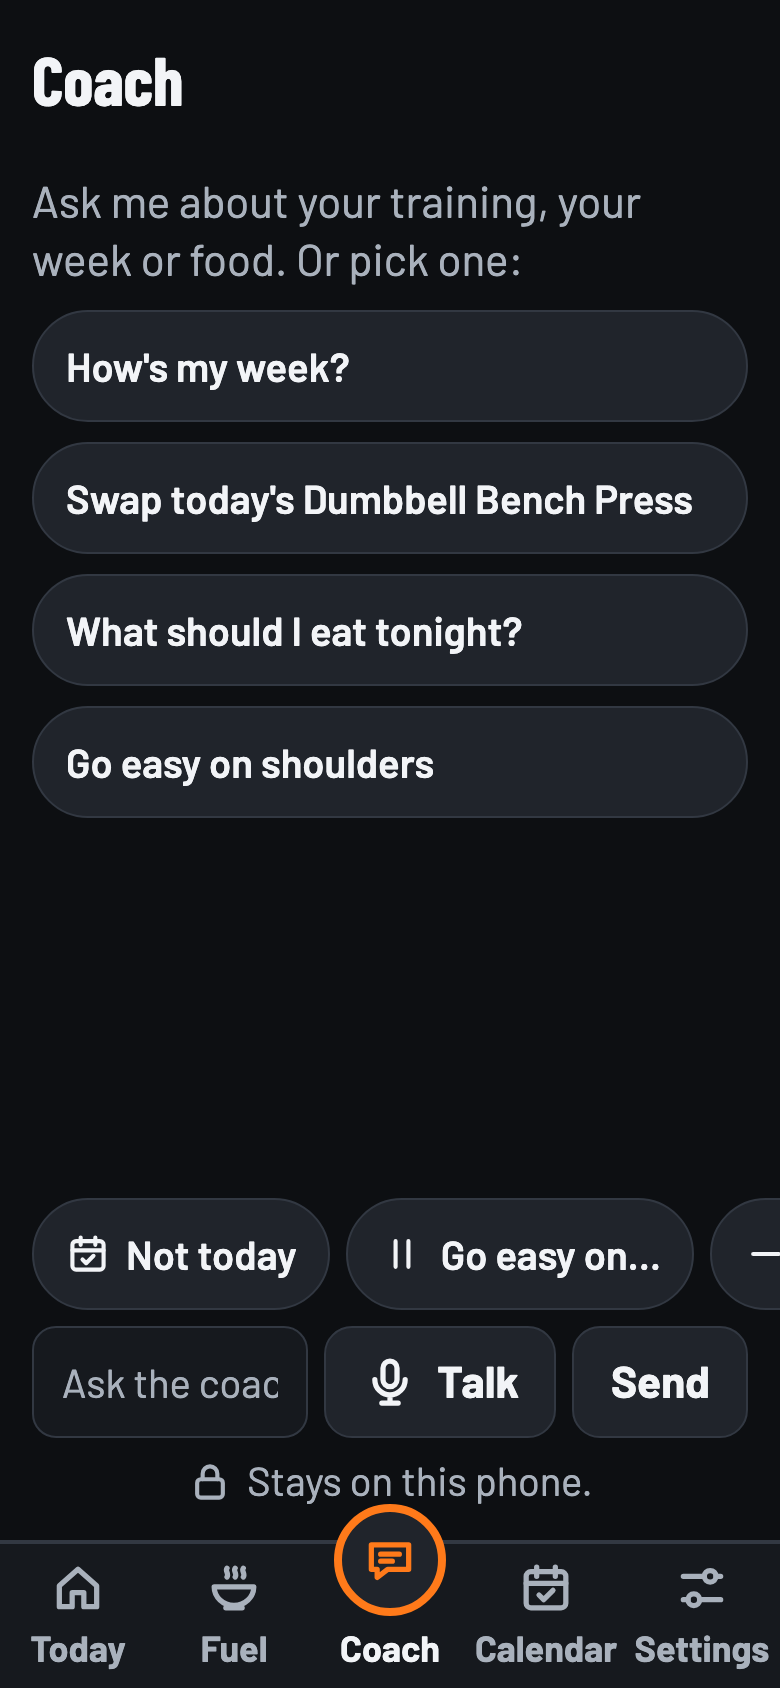 Coach
Ask me about your training, your
week or food. Or pick one:
How's my week?
Swap today's Dumbbell Bench Press
What should I eat tonight?
Go easy on shoulders
Not today
Go easy on...
Ask the coac
Talk
Send
Stays on this phone.
Today
Fuel
Coach
Calendar
Settings